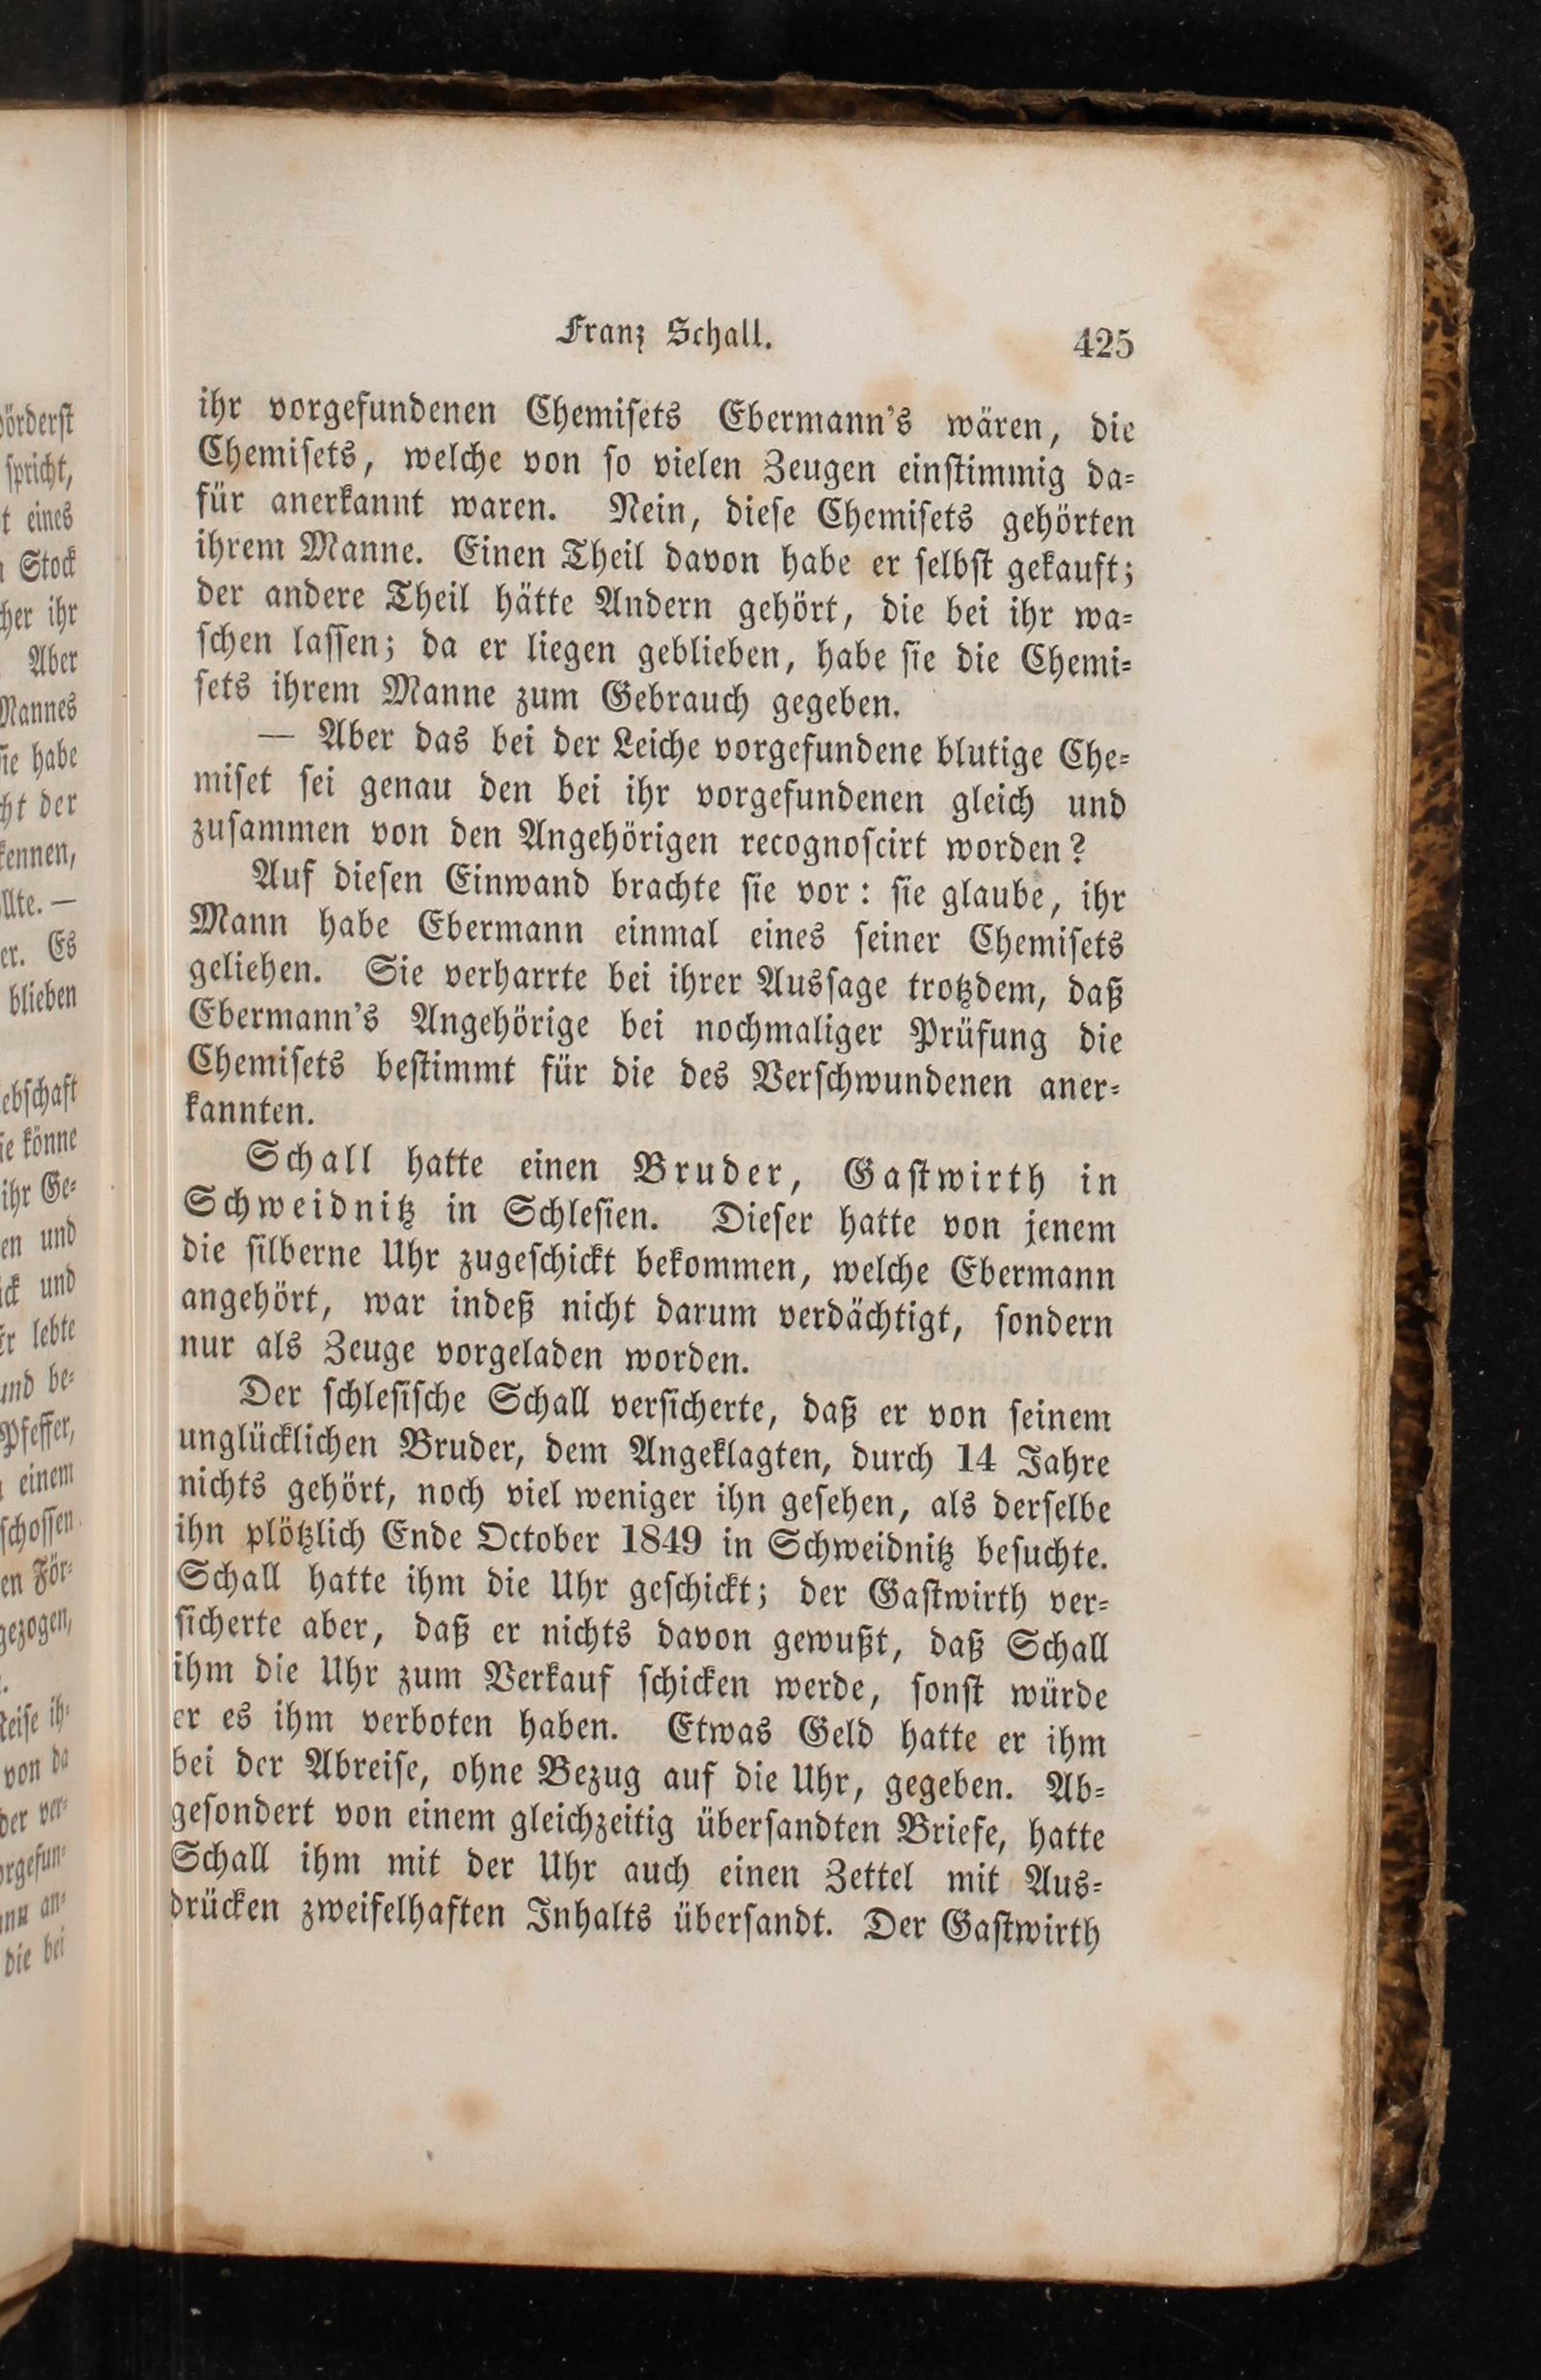 Franz Schall. 425
ihr vorgefundenen Chemiſets Ebermann's wären, die
Chemiſets, welche von ſo vielen Zeugen einſtimmig da⸗
für anerkannt waren. Nein, dieſe Chemiſets gehörten
ihrem Manne. Einen Theil davon habe er ſelbſt gekauft;
der andere Theil hätte Andern gehört, die bei ihr wa⸗
ſchen laſſen; da er liegen geblieben, habe ſie die Chemi⸗
ſets ihrem Manne zum Gebrauch gegeben.
— Aber das bei der Leiche vorgefundene blutige Che⸗
miſet ſei genau den bei ihr vorgefundenen gleich und
zuſammen von den Angehörigen recognoſcirt worden?
Auf dieſen Einwand brachte ſie vor: ſie glaube, ihr
Mann habe Ebermann einmal eines ſeiner Chemiſets
geliehen. Sie verharrte bei ihrer Ausſage trotzdem, daß
Ebermann's Angehörige bei nochmaliger Prüfung die
Chemiſets beſtimmt für die des Verſchwundenen aner⸗
kannten.
Schall hatte einen Bruder, Gaſtwirth in
Schweidnitz in Schleſien. Dieſer hatte von jenem
die ſilberne Uhr zugeſchickt bekommen, welche Ebermann
angehört, war indeß nicht darum verdächtigt, ſondern
nur als Zeuge vorgeladen worden.
Der ſchleſiſche Schall verſicherte, daß er von ſeinem
unglücklichen Bruder, dem Angeklagten, durch 14 Jahre
nichts gehört, noch viel weniger ihn geſehen, als derſelbe
ihn plötzlich Ende October 1849 in Schweidnitz beſuchte.
Schall hatte ihm die Uhr geſchickt; der Gaſtwirth ver⸗
ſicherte aber, daß er nichts davon gewußt, daß Schall
ihm die Uhr zum Verkauf ſchicken werde, ſonſt würde
er es ihm verboten haben. Etwas Geld hatte er ihm
bei der Abreiſe, ohne Bezug auf die Uhr, gegeben. Ab⸗
geſondert von einem gleichzeitig überſandten Briefe, hatte
Schall ihm mit der Uhr auch einen Zettel mit Aus⸗
drücken zweifelhaften Inhalts überſandt. Der Gaſtwirth